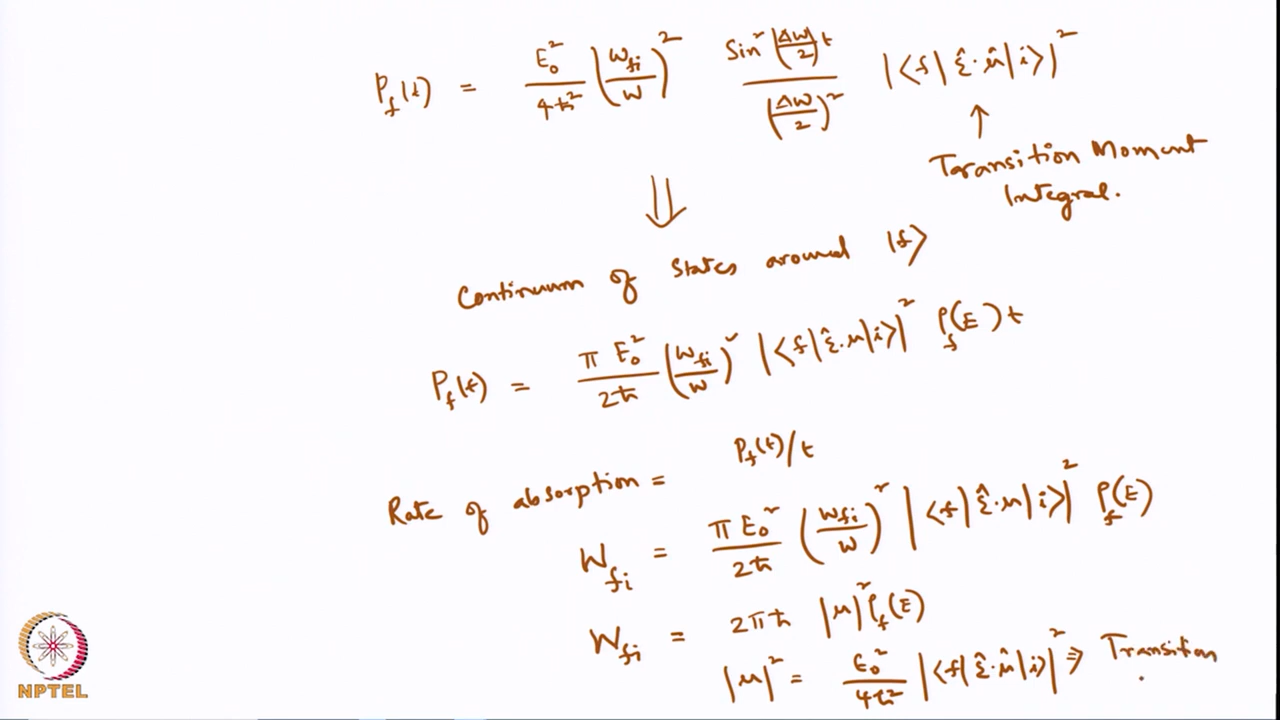 P_f(t) = E_0^2 / 4ħ^2 (ω_fi / ω)^2 Sin^2 (Δω/2)t / (Δω/2)^2 |<f| ε̂·μ̂ |i>|^2
↑
Transition Moment
Integral.
⇓
Continuum of States around |f>
P_f(t) = π E_0^2 / 2ħ (ω_fi / ω)^2 |<f| ε̂·μ |i>|^2 ρ_f(E) t
Rate of absorption = P_f(t)/t
W_fi = π E_0^2 / 2ħ (ω_fi / ω)^2 |<f| ε̂·μ |i>|^2 ρ_f(E)
W_fi = 2πħ |μ|^2 ρ_f(E)
|μ|^2 = E_0^2 / 4ħ^2 |<f| ε̂·μ̂ |i>|^2 ⇒ Transition
NPTEL